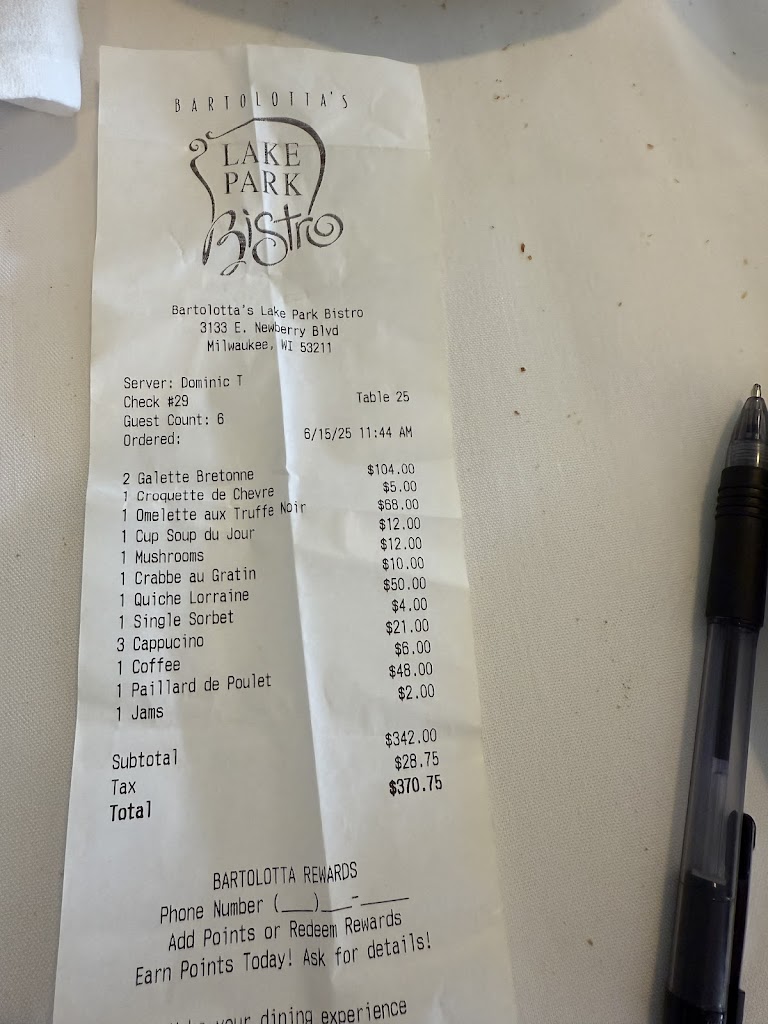 BARTOLOTTA'S
LAKE
PARK
Bistro
Bartolotta's Lake Park Bistro
3133 E. Newberry Blvd
Milwaukee, WI 53211
Server: Dominic T
Check #29 Table 25
Guest Count: 6
Ordered: 6/15/25 11:44 AM
2 Galette Bretonne $104.00
1 Croquette de Chevre $5.00
1 Omelette aux Truffe Noir $68.00
1 Cup Soup du Jour $12.00
1 Mushrooms $12.00
1 Crabbe au Gratin $10.00
1 Quiche Lorraine $50.00
1 Single Sorbet $4.00
3 Cappucino $21.00
1 Coffee $6.00
1 Paillard de Poulet $48.00
1 Jams $2.00
Subtotal $342.00
Tax $28.75
Total $370.75
BARTOLOTTA REWARDS
Phone Number (___)___-_____
Add Points or Redeem Rewards
Earn Points Today! Ask for details!
your dining experience